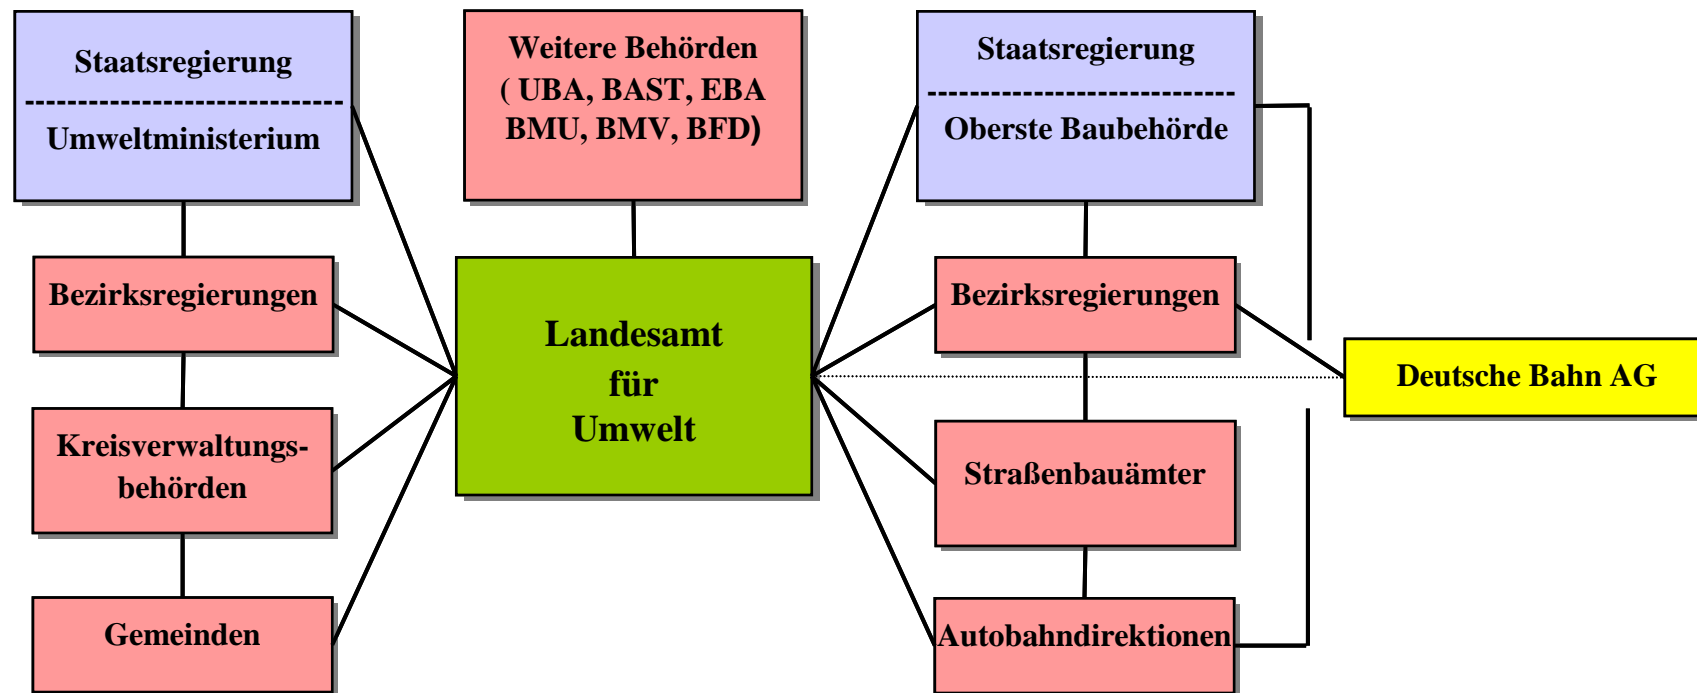 Staatsregierung
Umweltministerium
Bezirksregierungen
Kreisverwaltungs-
behörden
Gemeinden
Weitere Behörden
( UBA, BAST, EBA
BMU, BMV, BFD)
Landesamt
für
Umwelt
Staatsregierung
Oberste Baubehörde
Bezirksregierungen
Straßenbauämter
Autobahndirektionen
Deutsche Bahn AG